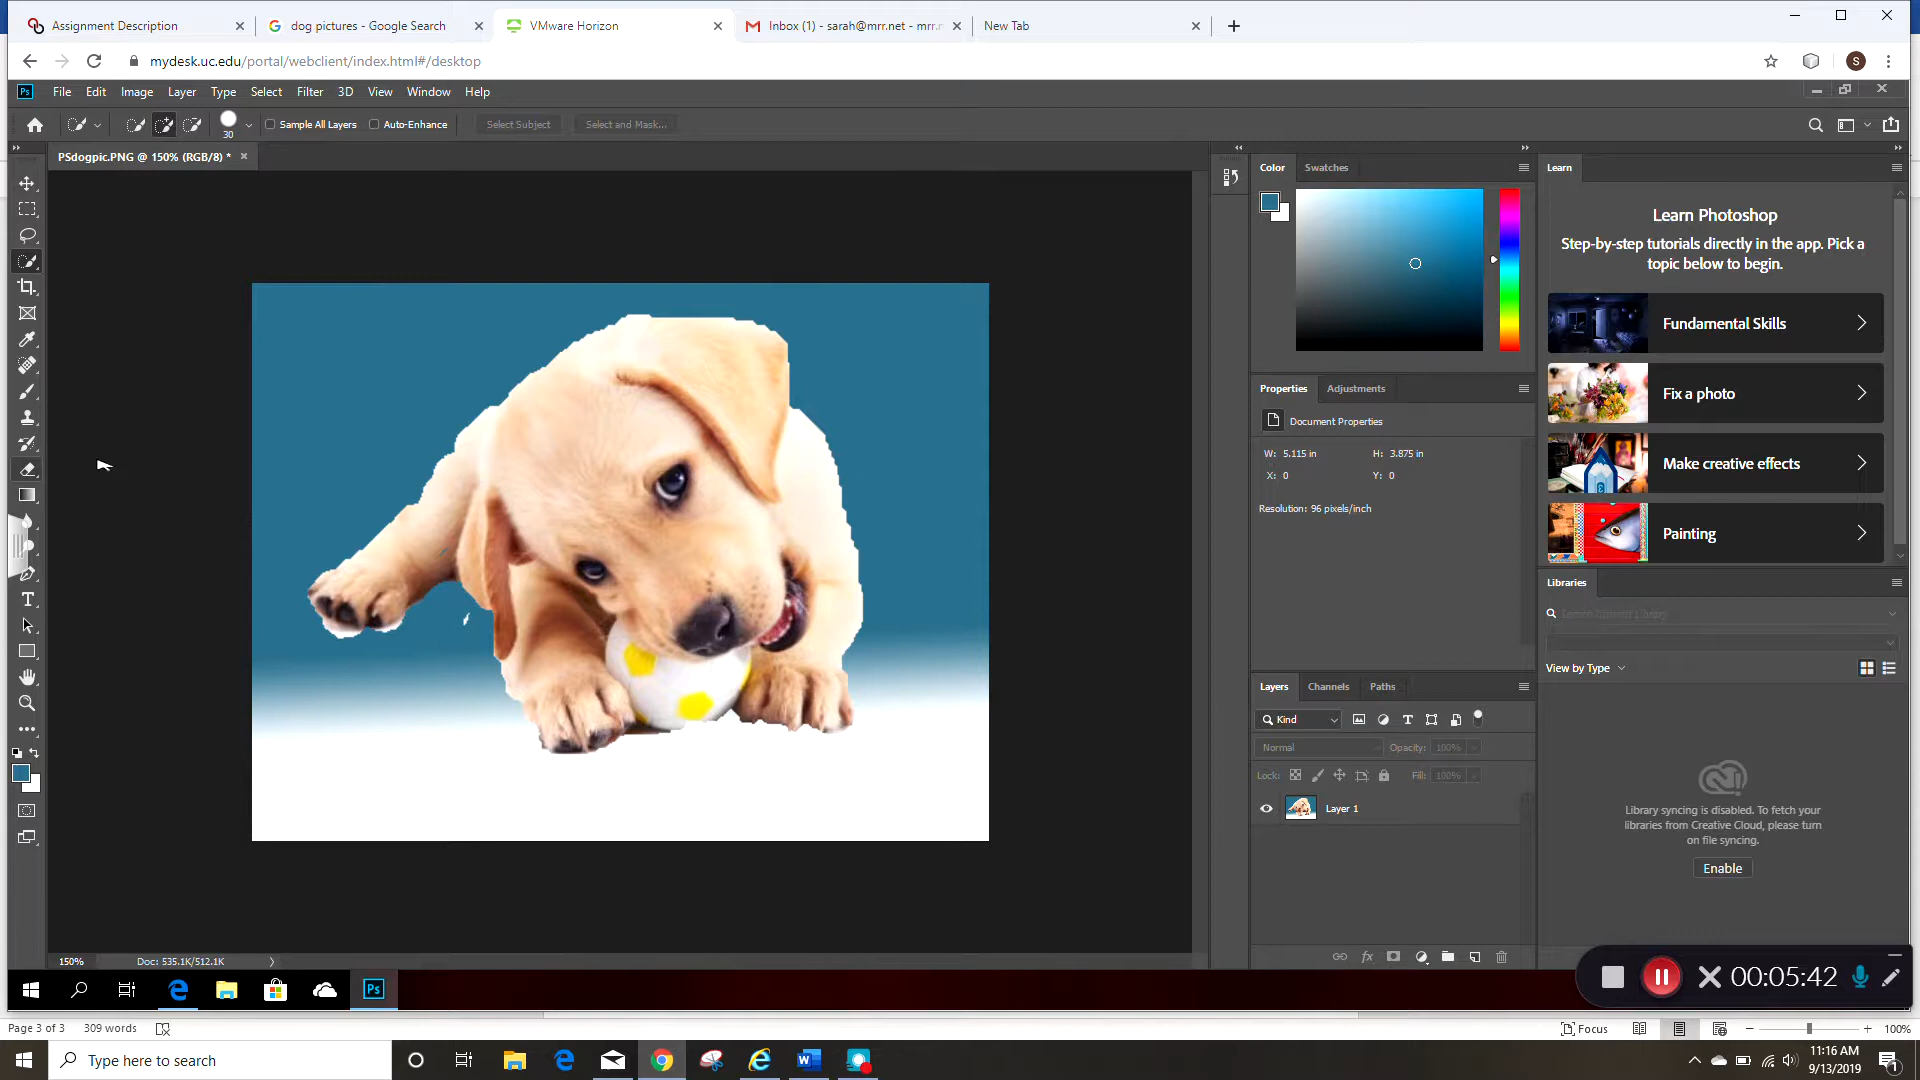 Assignment Description
dog pictures - Google Search
VMware Horizon
Inbox (1) - sarah@mrr.net - mrr.n
New Tab
mydesk.uc.edu/portal/webclient/index.html#/desktop
S
Ps File Edit Image Layer Type Select Filter 3D View Window Help
30 Sample All Layers Auto-Enhance Select Subject Select and Mask...
PSdogpic.PNG @ 150% (RGB/8) *
Color Swatches
Learn
Learn Photoshop
Step-by-step tutorials directly in the app. Pick a
topic below to begin.
Fundamental Skills
Fix a photo
Make creative effects
Painting
Properties Adjustments
Document Properties
W: 5.115 in H: 3.875 in
X: 0 Y: 0
Resolution: 96 pixels/inch
Libraries
View by Type
Layers Channels Paths
Kind
Normal Opacity: 100%
Lock: Fill: 100%
Layer 1
Library syncing is disabled. To fetch your
libraries from Creative Cloud, please turn
on file syncing.
Enable
150% Doc: 535.1K/512.1K
Ps
00:05:42
Page 3 of 3 309 words
Focus
100%
Type here to search
11:16 AM
9/13/2019
1